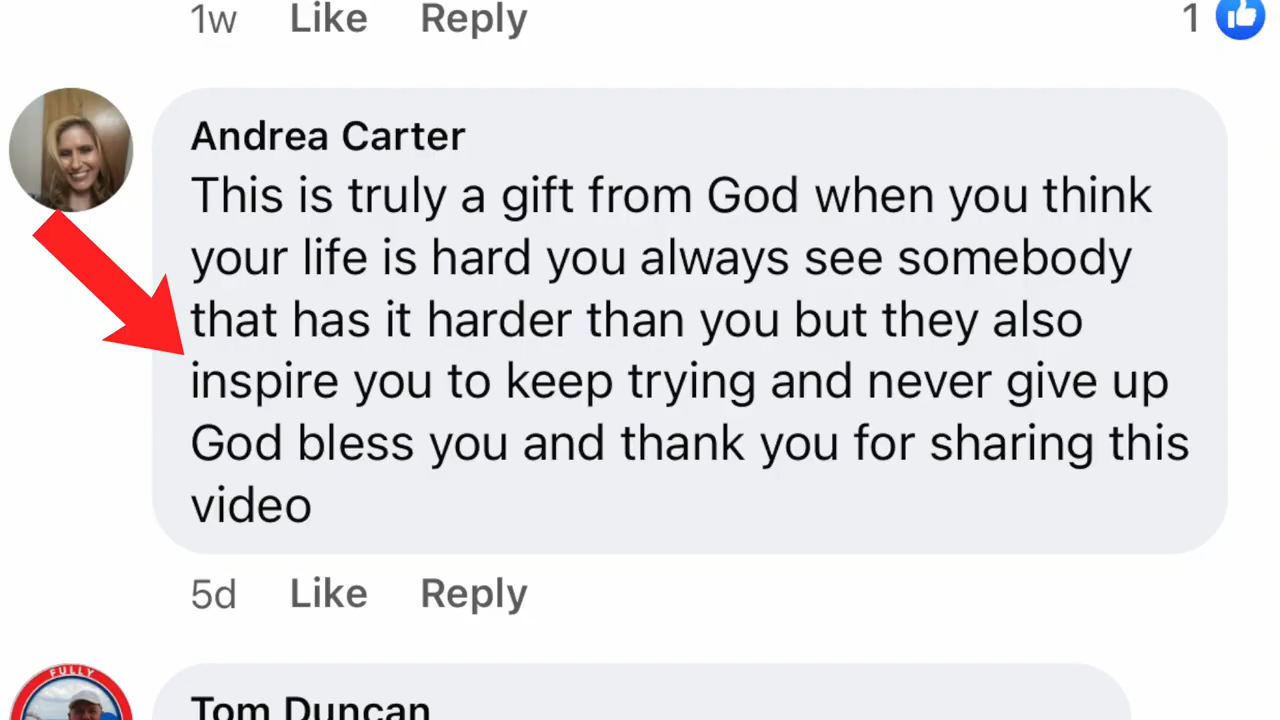 1w Like Reply 1
Andrea Carter
This is truly a gift from God when you think
your life is hard you always see somebody
that has it harder than you but they also
inspire you to keep trying and never give up
God bless you and thank you for sharing this
video
5d Like Reply
FULLY
Tom Duncan